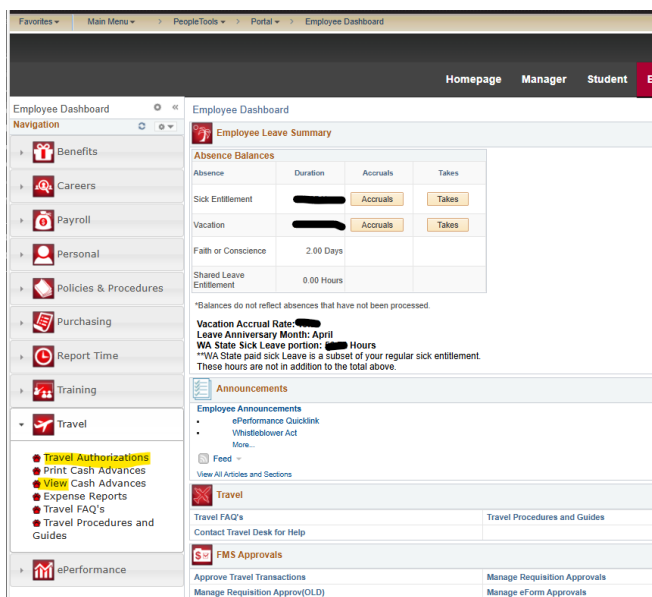 Favorites Main Menu > PeopleTools > Portal > Employee Dashboard
Homepage Manager Student E
Employee Dashboard «
Navigation
Benefits
Careers
Payroll
Personal
Policies & Procedures
Purchasing
Report Time
Training
Travel
Travel Authorizations
Print Cash Advances
View Cash Advances
Expense Reports
Travel FAQ's
Travel Procedures and
Guides
ePerformance
Employee Dashboard
Employee Leave Summary
Absence Balances
Absence Duration Accruals Takes
Sick Entitlement Accruals Takes
Vacation Accruals Takes
Faith or Conscience 2.00 Days
Shared Leave
Entitlement 0.00 Hours
*Balances do not reflect absences that have not been processed.
Vacation Accrual Rate:
Leave Anniversary Month: April
WA State Sick Leave portion: Hours
**WA State paid sick Leave is a subset of your regular sick entitlement.
These hours are not in addition to the total above.
Announcements
Employee Announcements
• ePerformance Quicklink
• Whistleblower Act
More...
Feed
View All Articles and Sections
Travel
Travel FAQ's Travel Procedures and Guides
Contact Travel Desk for Help
FMS Approvals
Approve Travel Transactions Manage Requisition Approvals
Manage Requisition Approv(OLD) Manage eForm Approvals